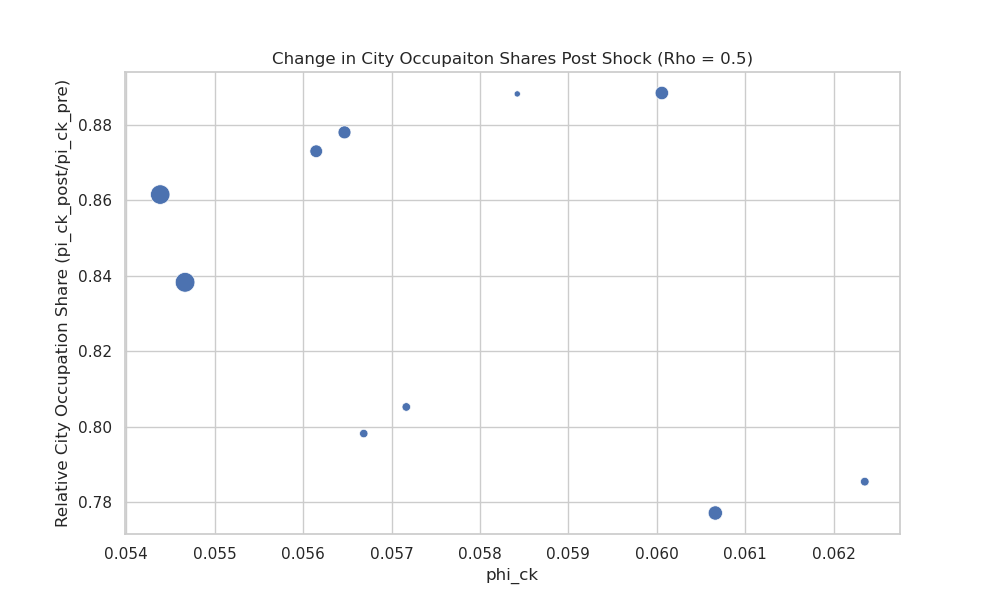 Change in City Occupaiton Shares Post Shock (Rho = 0.5)
Relative City Occupation Share (pi_ck_post/pi_ck_pre)
0.88
0.86
0.84
0.82
0.80
0.78
0.054 0.055 0.056 0.057 0.058 0.059 0.060 0.061 0.062
phi_ck